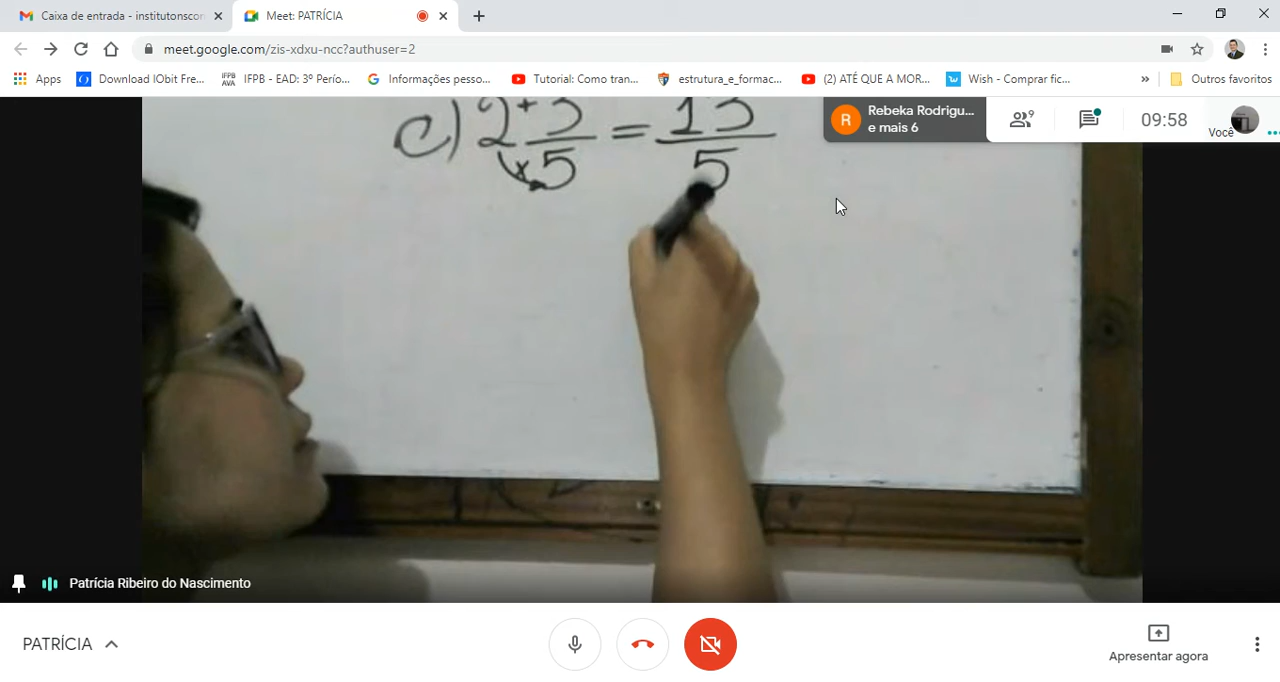 Caixa de entrada - institutonscor
Meet: PATRÍCIA
meet.google.com/zis-xdxu-ncc?authuser=2
Apps
Download IObit Fre...
IFPB AVA
IFPB - EAD: 3º Perío...
Informações pesso...
Tutorial: Como tran...
estrutura_e_formac...
(2) ATÉ QUE A MOR...
Wish - Comprar fic...
»
Outros favoritos
R
Rebeka Rodrigu...
e mais 6
9
09:58
Você
c) 2 + 3 = 13
x 5 5
Patrícia Ribeiro do Nascimento
PATRÍCIA
Apresentar agora